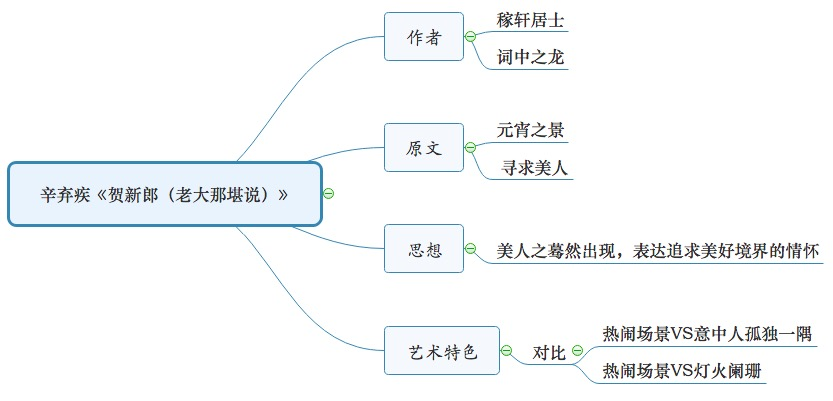 辛弃疾《贺新郎（老大那堪说）》
作者
稼轩居士
词中之龙
原文
元宵之景
寻求美人
思想
美人之蓦然出现，表达追求美好境界的情怀
艺术特色
对比
热闹场景VS意中人孤独一隅
热闹场景VS灯火阑珊